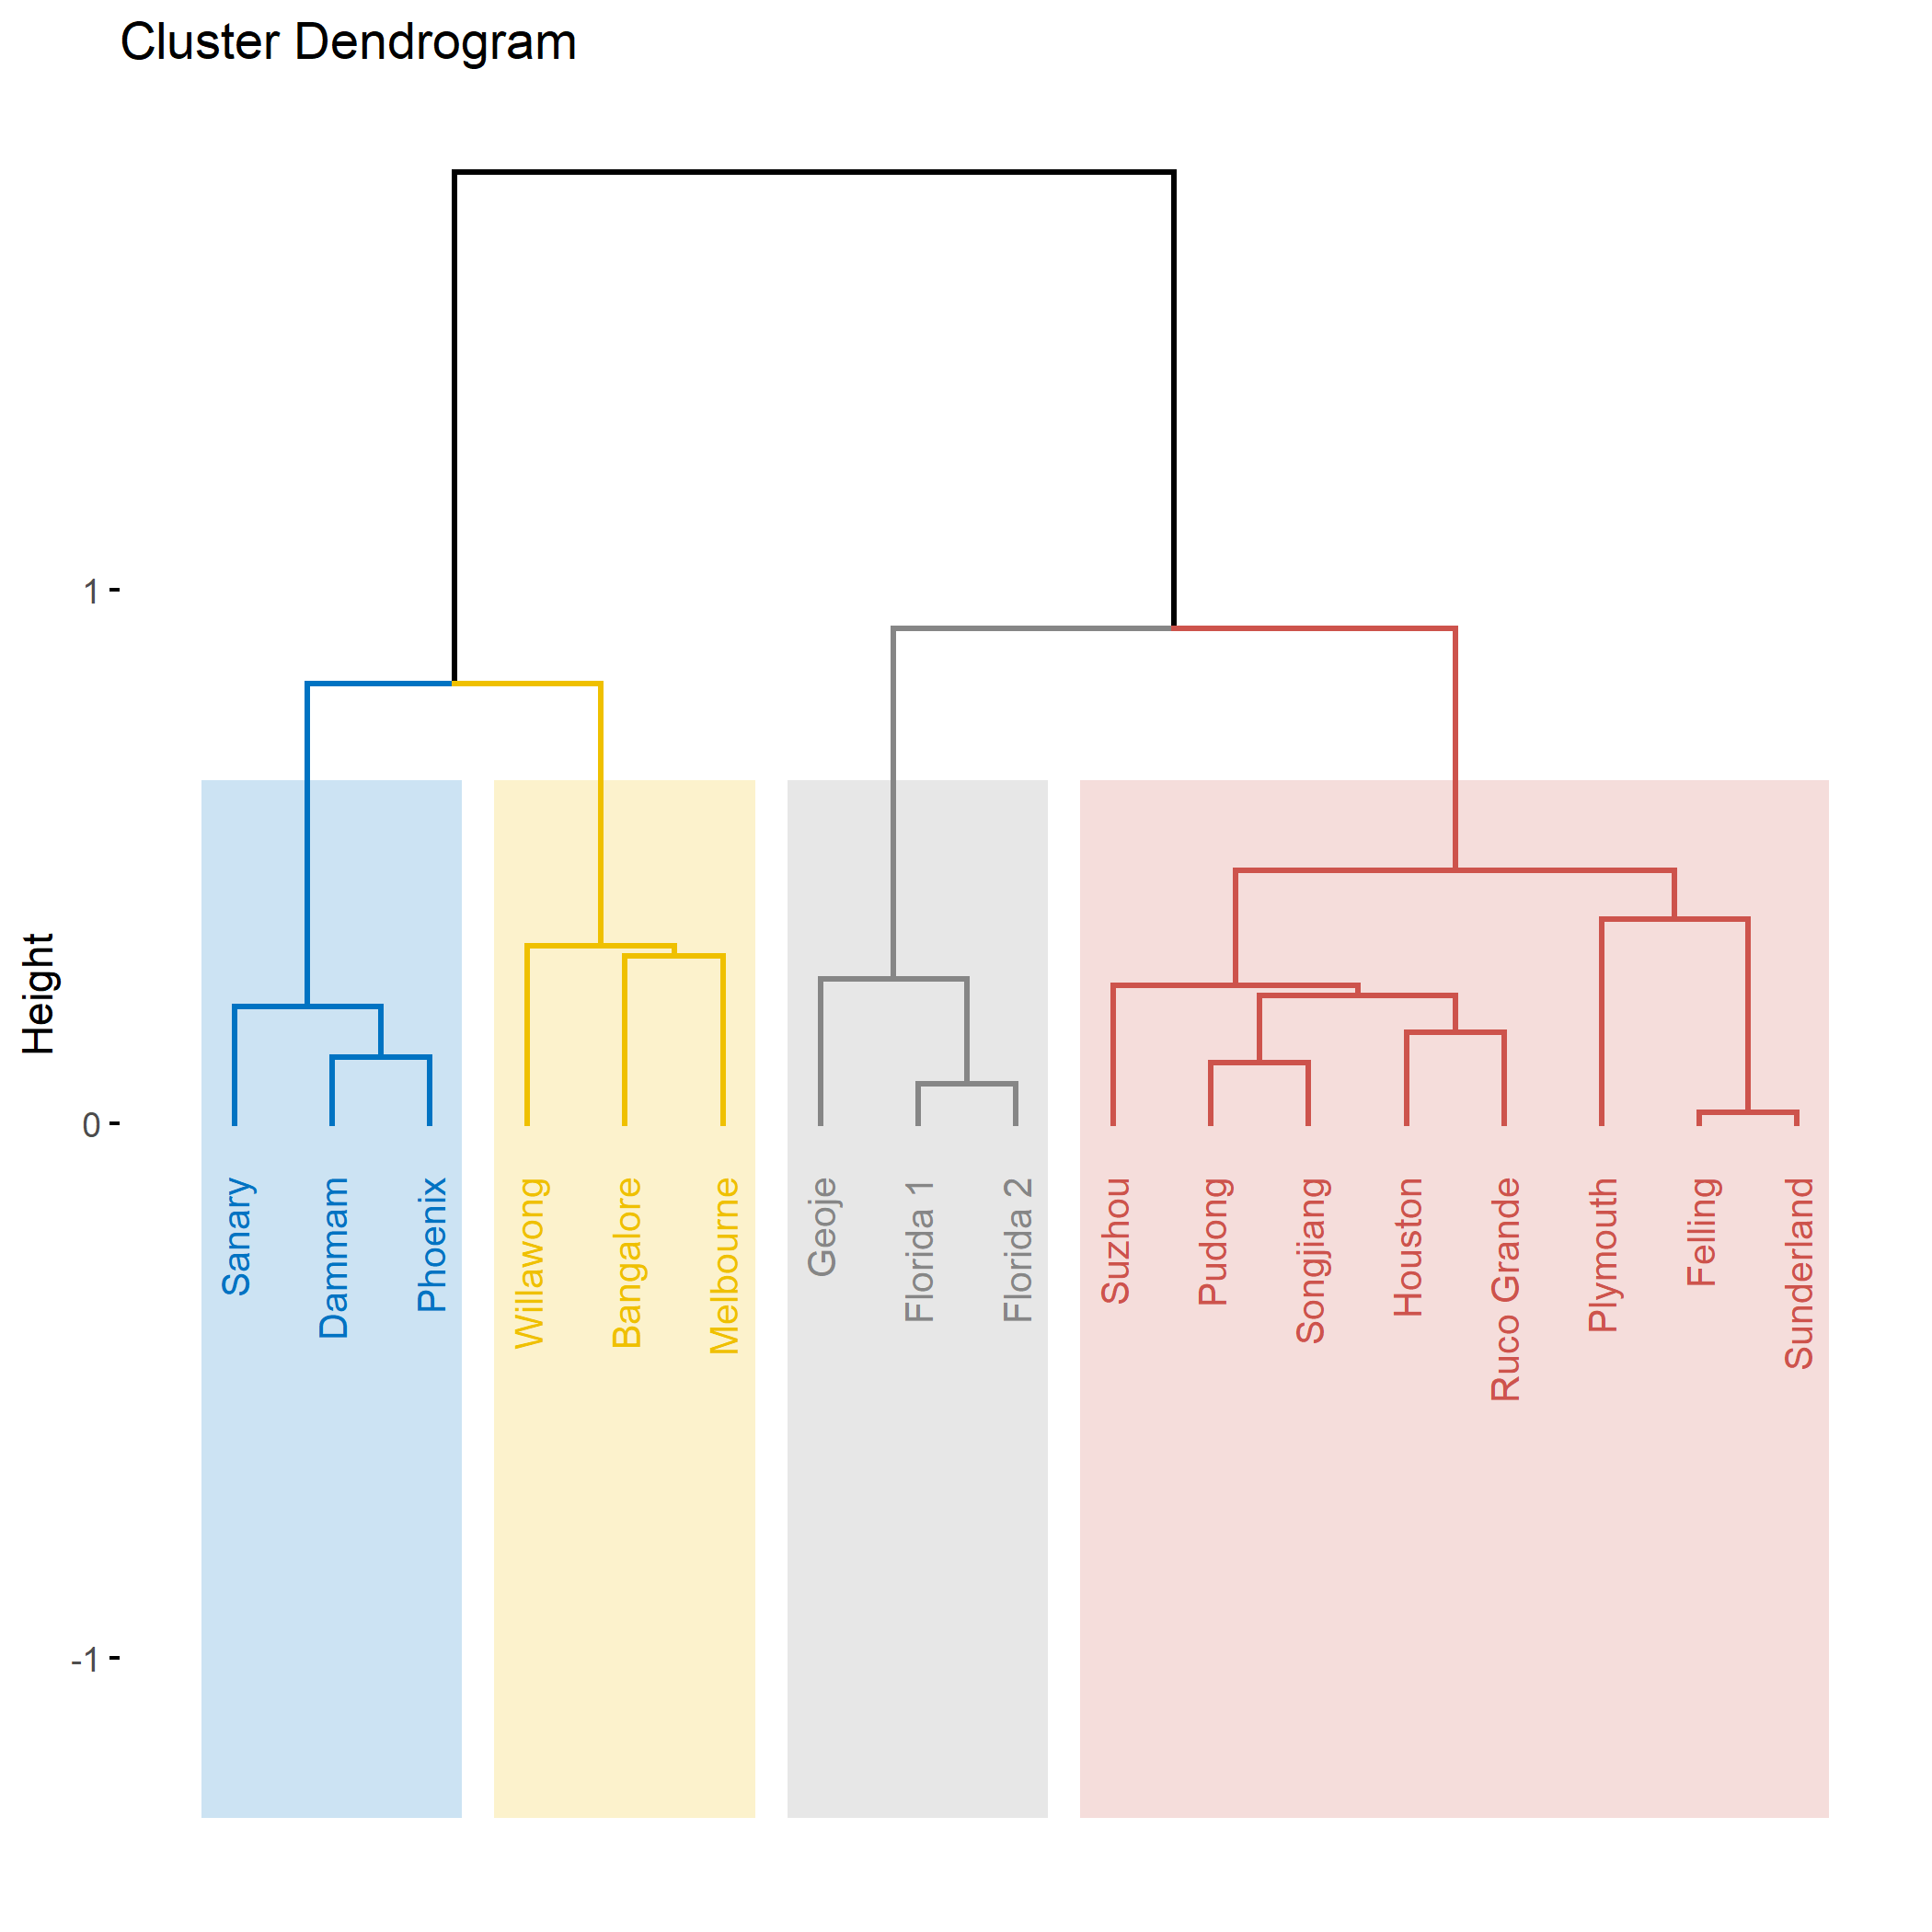 Cluster Dendrogram
1
0
-1
Height
Sanary
Dammam
Phoenix
Willawong
Bangalore
Melbourne
Geoje
Florida 1
Florida 2
Suzhou
Pudong
Songjiang
Houston
Ruco Grande
Plymouth
Felling
Sunderland